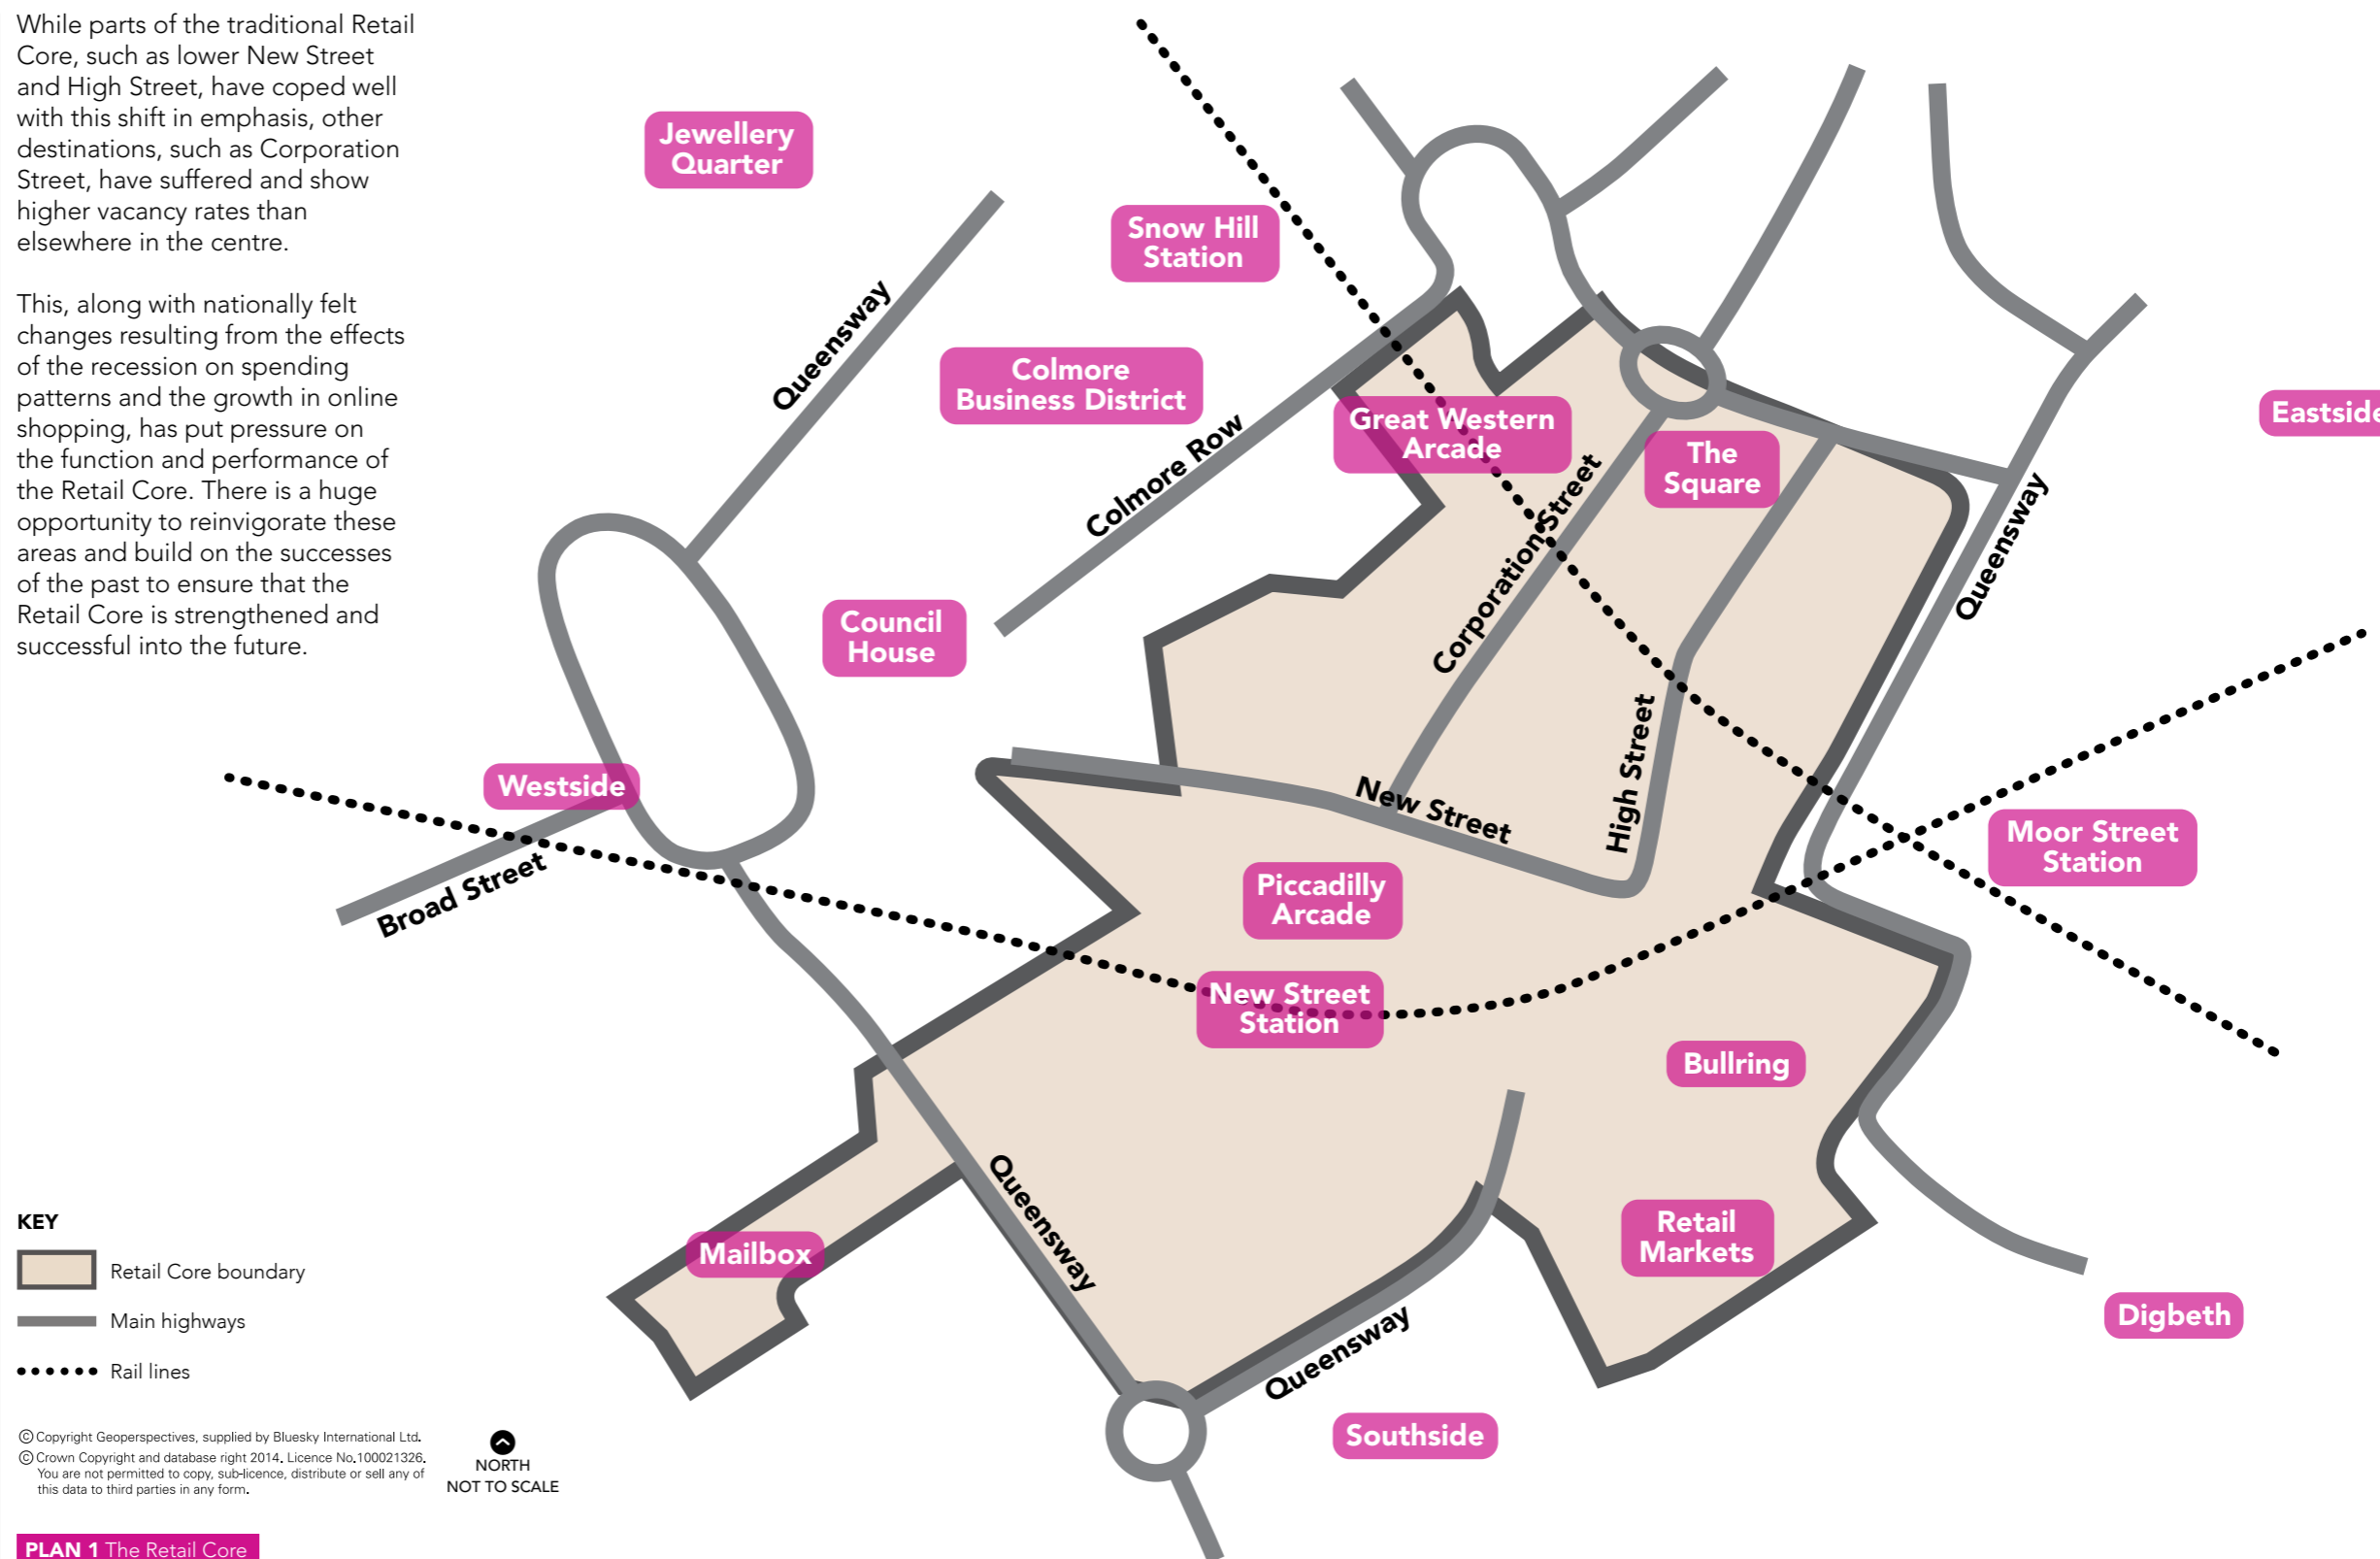 While parts of the traditional Retail
Core, such as lower New Street
and High Street, have coped well
with this shift in emphasis, other
destinations, such as Corporation
Street, have suffered and show
higher vacancy rates than
elsewhere in the centre.
This, along with nationally felt
changes resulting from the effects
of the recession on spending
patterns and the growth in online
shopping, has put pressure on
the function and performance of
the Retail Core. There is a huge
opportunity to reinvigorate these
areas and build on the successes
of the past to ensure that the
Retail Core is strengthened and
successful into the future.
Jewellery
Quarter
Snow Hill
Station
Queensway
Colmore
Business District
Colmore Row
Great Western
Arcade
The
Square
Eastside
Corporation Street
Queensway
Council
House
High Street
New Street
Westside
Broad Street
Moor Street
Station
Piccadilly
Arcade
New Street
Station
Bullring
Queensway
Retail
Markets
Mailbox
Queensway
Digbeth
Southside
KEY
Retail Core boundary
Main highways
Rail lines
© Copyright Geoperspectives, supplied by Bluesky International Ltd.
© Crown Copyright and database right 2014. Licence No.100021326.
You are not permitted to copy, sub-licence, distribute or sell any of
this data to third parties in any form.
NORTH
NOT TO SCALE
PLAN 1 The Retail Core